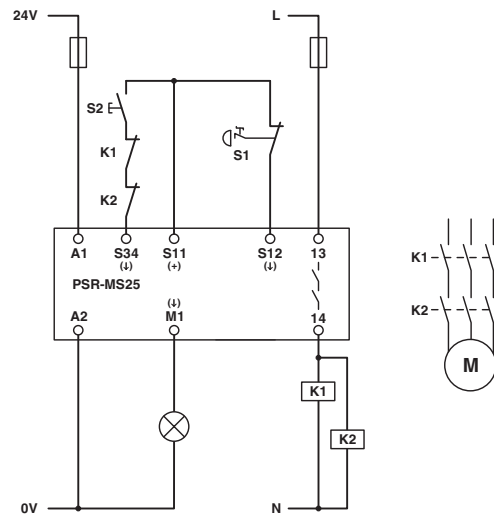 24V L
S2
K1
S1
K2
A1 S34 S11 S12 13
(↓) (+) (↓)
PSR-MS25
(↓)
A2 M1 14
K1
K2
0V N
K1
K2
M